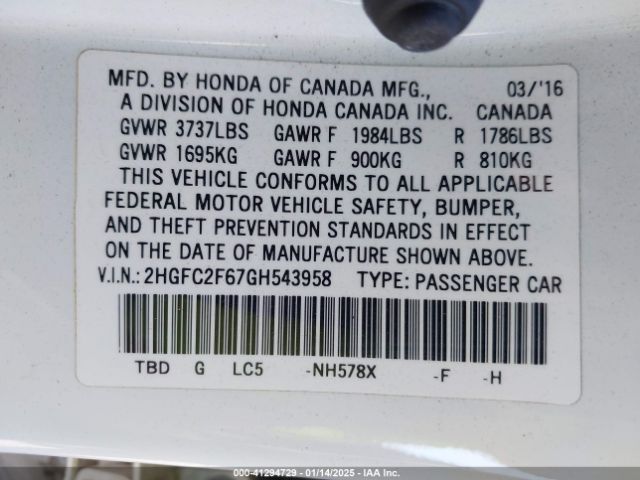 MFD. BY HONDA OF CANADA MFG., 03/'16
A DIVISION OF HONDA CANADA INC. CANADA
GVWR 3737LBS GAWR F 1984LBS R 1786LBS
GVWR 1695KG GAWR F 900KG R 810KG
THIS VEHICLE CONFORMS TO ALL APPLICABLE
FEDERAL MOTOR VEHICLE SAFETY, BUMPER,
AND THEFT PREVENTION STANDARDS IN EFFECT
ON THE DATE OF MANUFACTURE SHOWN ABOVE.
V.I.N.: 2HGFC2F67GH543958 TYPE: PASSENGER CAR
TBD G LC5 -NH578X -F -H
00-41294729 - 01/14/2025 - IAA Inc.